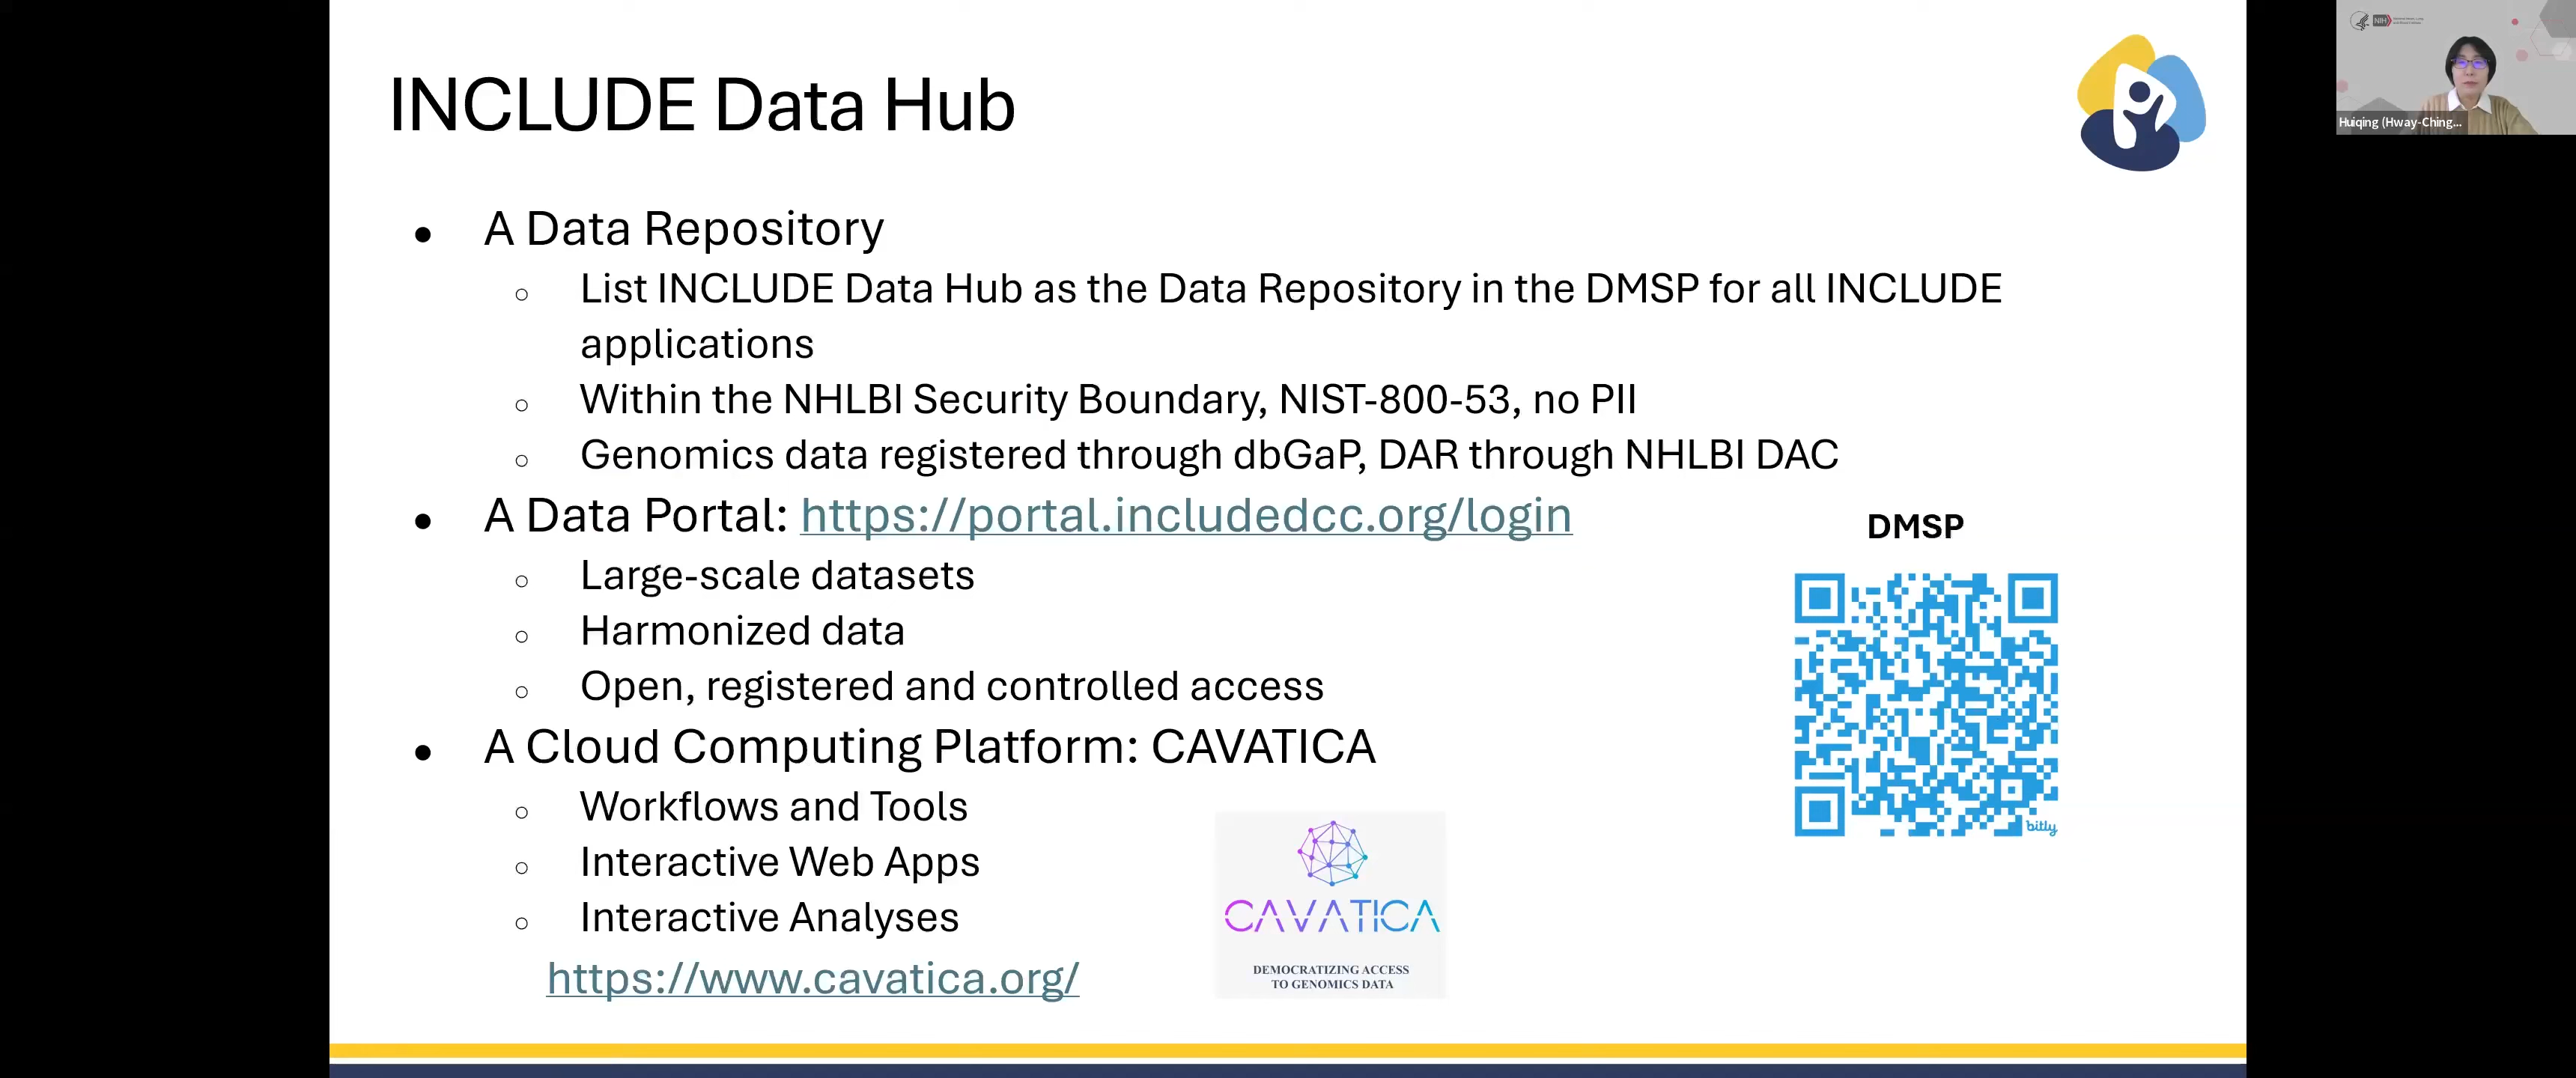 INCLUDE Data Hub
A Data Repository
List INCLUDE Data Hub as the Data Repository in the DMSP for all INCLUDE
applications
Within the NHLBI Security Boundary, NIST-800-53, no PII
Genomics data registered through dbGaP, DAR through NHLBI DAC
A Data Portal: https://portal.includedcc.org/login
Large-scale datasets
Harmonized data
Open, registered and controlled access
A Cloud Computing Platform: CAVATICA
Workflows and Tools
Interactive Web Apps
Interactive Analyses
https://www.cavatica.org/
CAVATICA
DEMOCRATIZING ACCESS
TO GENOMICS DATA
DMSP
bitly
NIH
Huiqing (Hway-Ching...